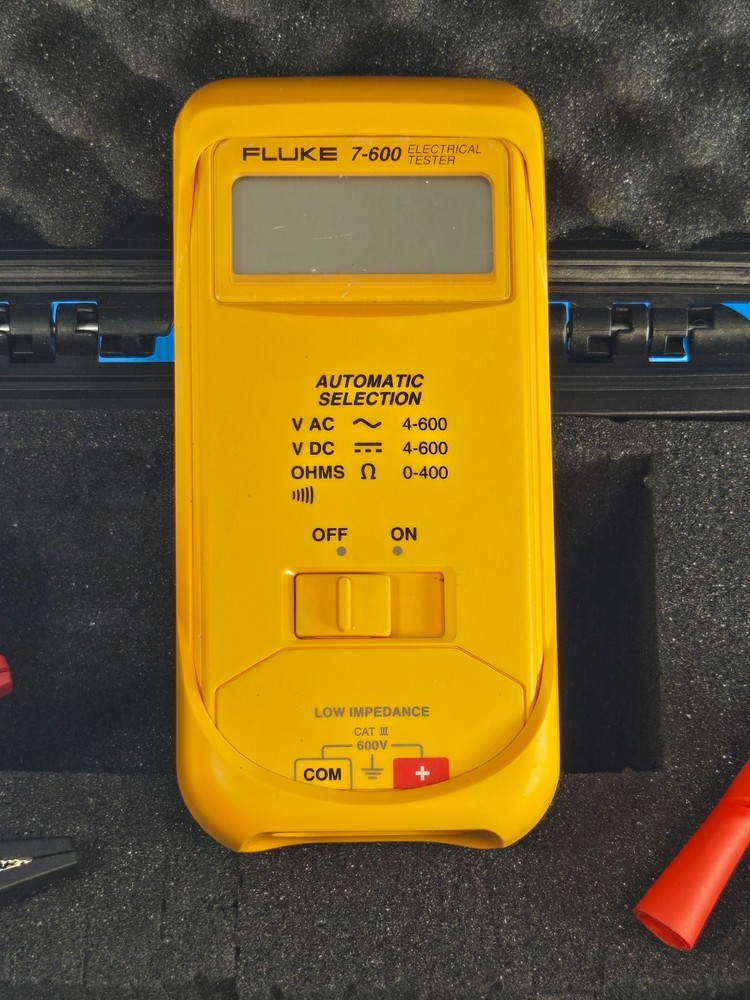 FLUKE 7-600 ELECTRICAL TESTER
AUTOMATIC
SELECTION
V AC 4-600
V DC 4-600
OHMS Ω 0-400
OFF ON
LOW IMPEDANCE
CAT III
600V
COM +